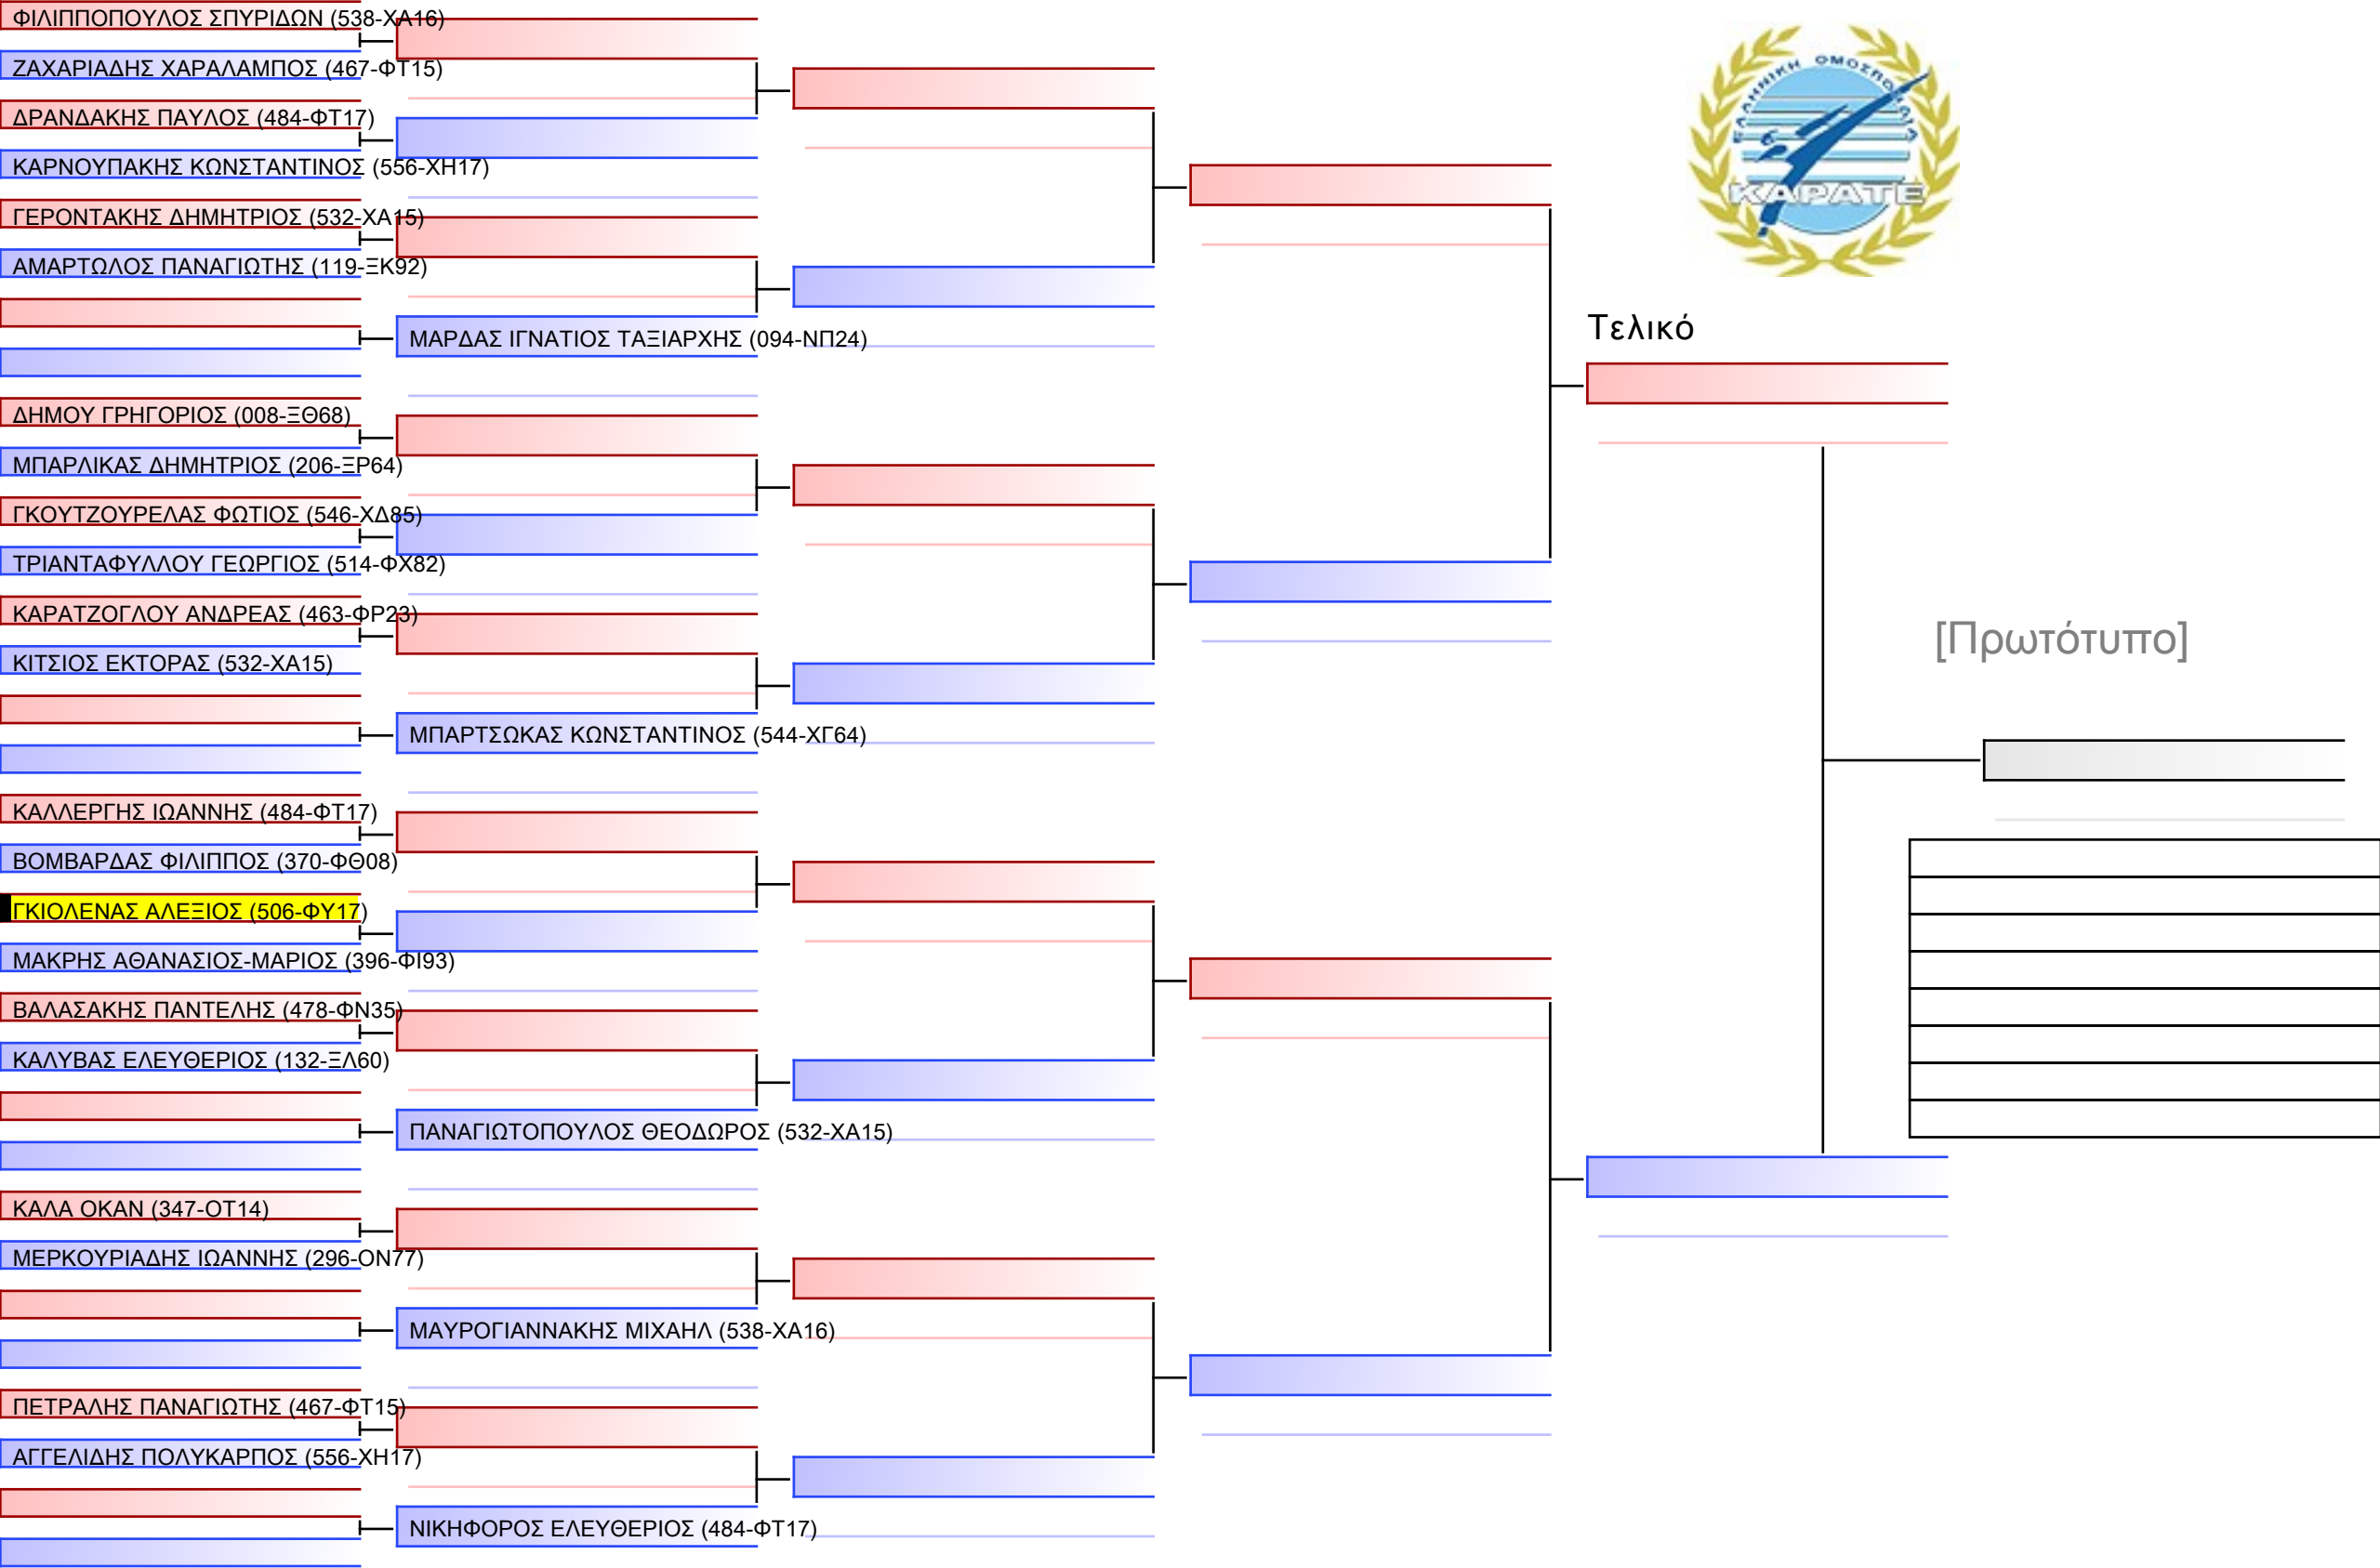 ΦΙΛΙΠΠΟΠΟΥΛΟΣ ΣΠΥΡΙΔΩΝ (538-ΧΑ16)
ΖΑΧΑΡΙΑΔΗΣ ΧΑΡΑΛΑΜΠΟΣ (467-ΦΤ15)
ΔΡΑΝΔΑΚΗΣ ΠΑΥΛΟΣ (484-ΦΤ17)
ΚΑΡΝΟΥΠΑΚΗΣ ΚΩΝΣΤΑΝΤΙΝΟΣ (556-ΧΗ17)
ΓΕΡΟΝΤΑΚΗΣ ΔΗΜΗΤΡΙΟΣ (532-ΧΑ15)
ΑΜΑΡΤΩΛΟΣ ΠΑΝΑΓΙΩΤΗΣ (119-ΞΚ92)
ΜΑΡΔΑΣ ΙΓΝΑΤΙΟΣ ΤΑΞΙΑΡΧΗΣ (094-ΝΠ24)
ΔΗΜΟΥ ΓΡΗΓΟΡΙΟΣ (008-ΞΘ68)
ΜΠΑΡΛΙΚΑΣ ΔΗΜΗΤΡΙΟΣ (206-ΞΡ64)
ΓΚΟΥΤΖΟΥΡΕΛΑΣ ΦΩΤΙΟΣ (546-ΧΔ85)
ΤΡΙΑΝΤΑΦΥΛΛΟΥ ΓΕΩΡΓΙΟΣ (514-ΦΧ82)
ΚΑΡΑΤΖΟΓΛΟΥ ΑΝΔΡΕΑΣ (463-ΦΡ23)
ΚΙΤΣΙΟΣ ΕΚΤΟΡΑΣ (532-ΧΑ15)
ΜΠΑΡΤΣΩΚΑΣ ΚΩΝΣΤΑΝΤΙΝΟΣ (544-ΧΓ64)
ΚΑΛΛΕΡΓΗΣ ΙΩΑΝΝΗΣ (484-ΦΤ17)
ΒΟΜΒΑΡΔΑΣ ΦΙΛΙΠΠΟΣ (370-ΦΘ08)
ΓΚΙΟΛΕΝΑΣ ΑΛΕΞΙΟΣ (506-ΦΥ17)
ΜΑΚΡΗΣ ΑΘΑΝΑΣΙΟΣ-ΜΑΡΙΟΣ (396-ΦΙ93)
ΒΑΛΑΣΑΚΗΣ ΠΑΝΤΕΛΗΣ (478-ΦΝ35)
ΚΑΛΥΒΑΣ ΕΛΕΥΘΕΡΙΟΣ (132-ΞΛ60)
ΠΑΝΑΓΙΩΤΟΠΟΥΛΟΣ ΘΕΟΔΩΡΟΣ (532-ΧΑ15)
ΚΑΛΑ ΟΚΑΝ (347-ΟΤ14)
ΜΕΡΚΟΥΡΙΑΔΗΣ ΙΩΑΝΝΗΣ (296-ΟΝ77)
ΜΑΥΡΟΓΙΑΝΝΑΚΗΣ ΜΙΧΑΗΛ (538-ΧΑ16)
ΠΕΤΡΑΛΗΣ ΠΑΝΑΓΙΩΤΗΣ (467-ΦΤ15)
ΑΓΓΕΛΙΔΗΣ ΠΟΛΥΚΑΡΠΟΣ (556-ΧΗ17)
ΝΙΚΗΦΟΡΟΣ ΕΛΕΥΘΕΡΙΟΣ (484-ΦΤ17)
ΕΛΛΗΝΙΚΗ ΟΜΟΣΠΟΝΔΙΑ
ΚΑΡΑΤΕ
Τελικό
[Πρωτότυπο]